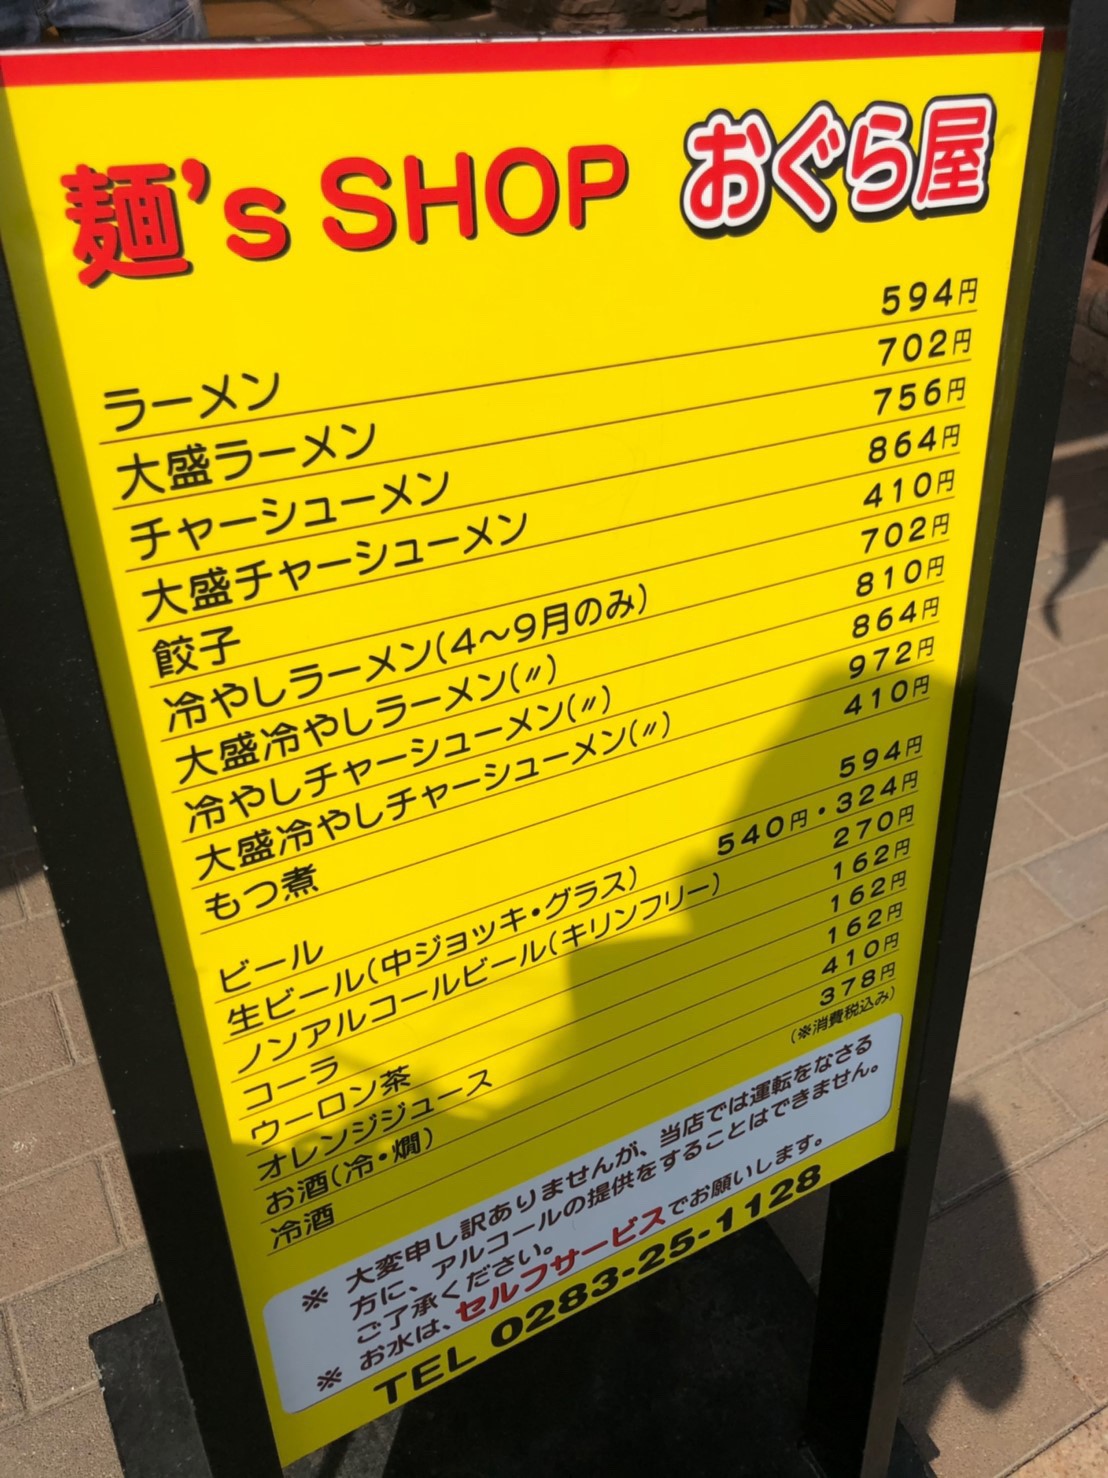 麺's SHOP おぐら屋
ラーメン 594円
大盛ラーメン 702円
チャーシューメン 756円
大盛チャーシューメン 864円
餃子 410円
冷やしラーメン(4〜9月のみ) 702円
大盛冷やしラーメン(〃) 810円
冷やしチャーシューメン(〃) 864円
大盛冷やしチャーシューメン(〃) 972円
もつ煮 410円
ビール 594円
生ビール(中ジョッキ・グラス) 540円・324円
ノンアルコールビール(キリンフリー) 270円
コーラ 162円
ウーロン茶 162円
オレンジジュース 162円
お酒(冷・燗) 410円
冷酒 378円
(※消費税込み)
※ 大変申し訳ありませんが、当店では運転をなさる
方に、アルコールの提供をすることはできません。
ご了承ください。
※ お水は、セルフサービスでお願いします。
TEL 0283-25-1128